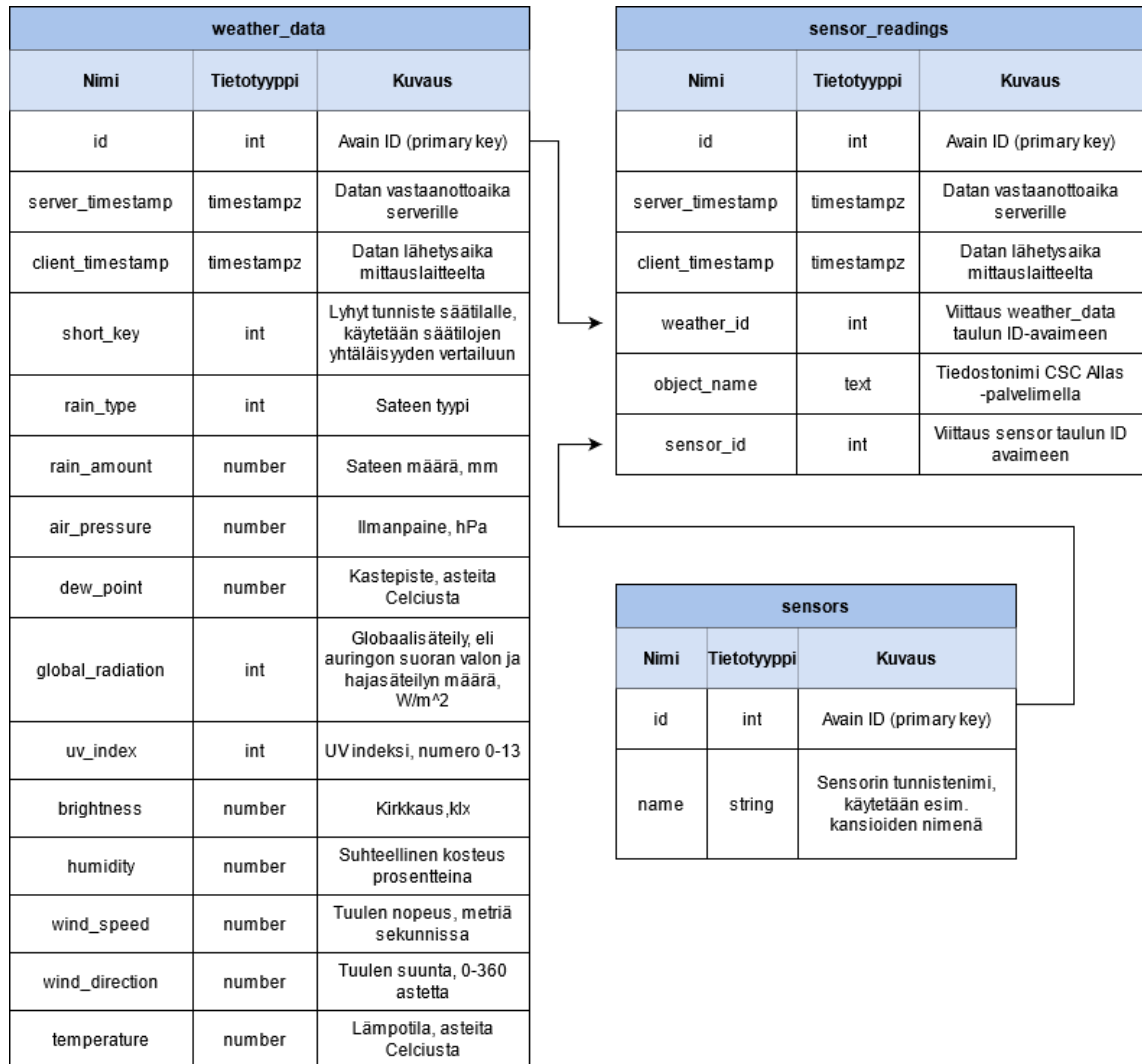 weather_data
Nimi Tietotyyppi Kuvaus
id int Avain ID (primary key)
server_timestamp timestampz Datan vastaanottoaika
serverille
client_timestamp timestampz Datan lähetysaika
mittauslaitteelta
short_key int Lyhyt tunniste säätilalle,
käytetään säätilojen
yhtäläisyyden vertailuun
rain_type int Sateen tyypi
rain_amount number Sateen määrä, mm
air_pressure number Ilmanpaine, hPa
dew_point number Kastepiste, asteita
Celciusta
global_radiation int Globaalisäteily, eli
auringon suoran valon ja
hajasäteilyn määrä,
W/m^2
uv_index int UV indeksi, numero 0-13
brightness number Kirkkaus,klx
humidity number Suhteellinen kosteus
prosentteina
wind_speed number Tuulen nopeus, metriä
sekunnissa
wind_direction number Tuulen suunta, 0-360
astetta
temperature number Lämpotila, asteita
Celciusta
sensor_readings
Nimi Tietotyyppi Kuvaus
id int Avain ID (primary key)
server_timestamp timestampz Datan vastaanottoaika
serverille
client_timestamp timestampz Datan lähetysaika
mittauslaitteelta
weather_id int Viittaus weather_data
taulun ID-avaimeen
object_name text Tiedostonimi CSC Allas
-palvelimella
sensor_id int Viittaus sensor taulun ID
avaimeen
sensors
Nimi Tietotyyppi Kuvaus
id int Avain ID (primary key)
name string Sensorin tunnistenimi,
käytetään esim.
kansioiden nimenä